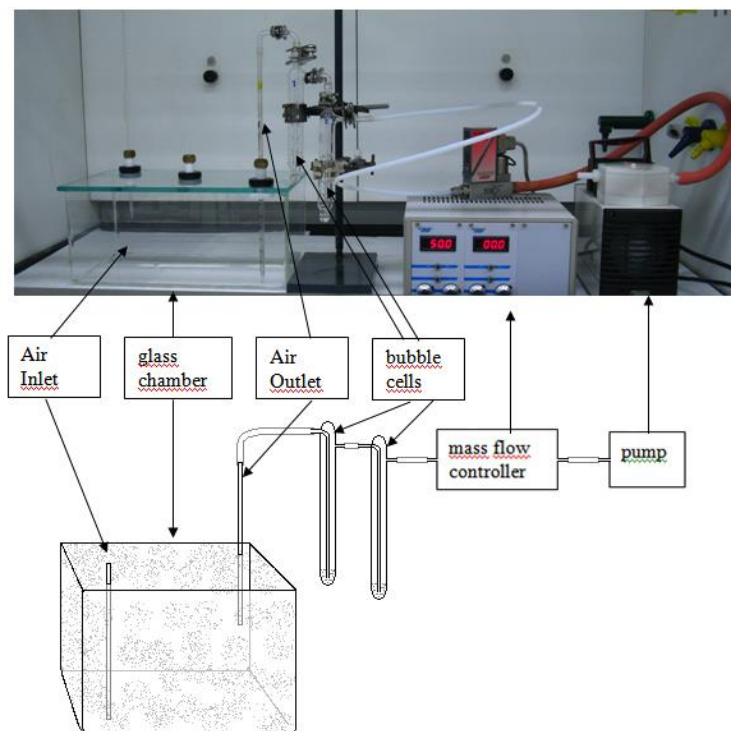 50.0
00.0
Air
Inlet
glass
chamber
Air
Outlet
bubble
cells
mass flow
controller
pump